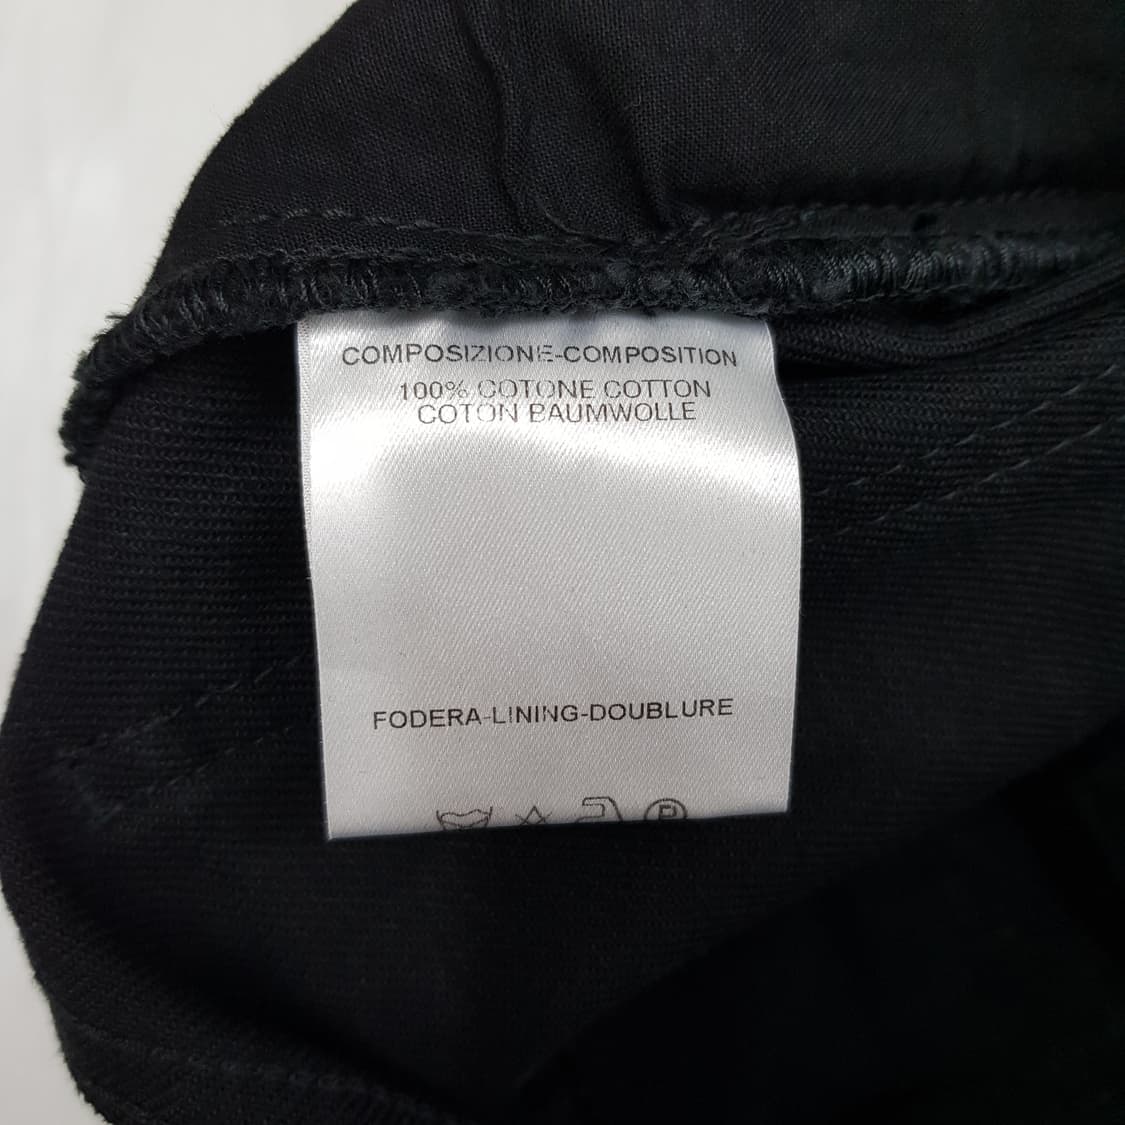 COMPOSIZIONE-COMPOSITION
100% COTONE COTTON
COTON BAUMWOLLE
FODERA-LINING-DOUBLURE
P